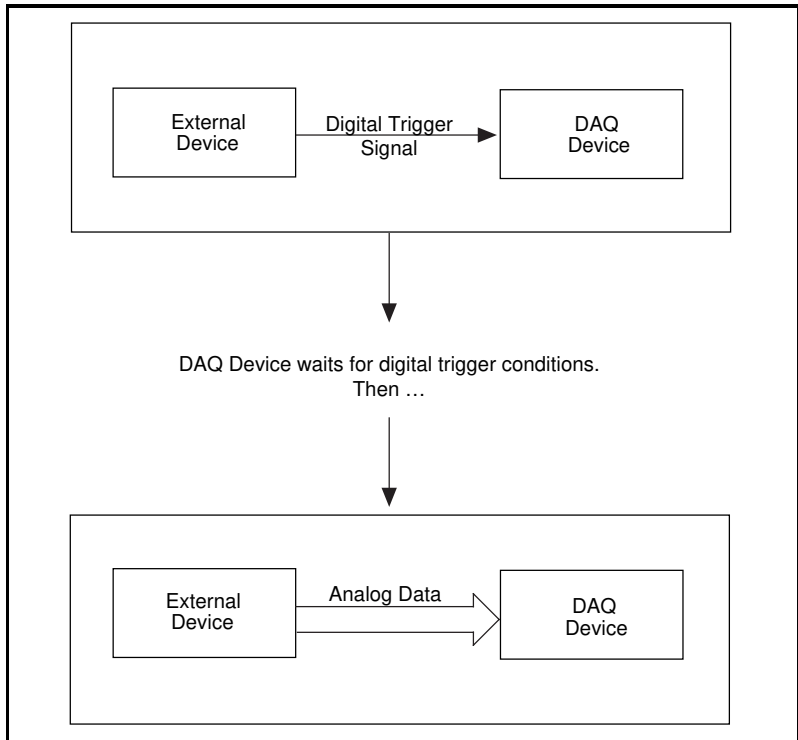 External
Device
Digital Trigger
Signal
DAQ
Device
DAQ Device waits for digital trigger conditions.
Then …
External
Device
Analog Data
DAQ
Device